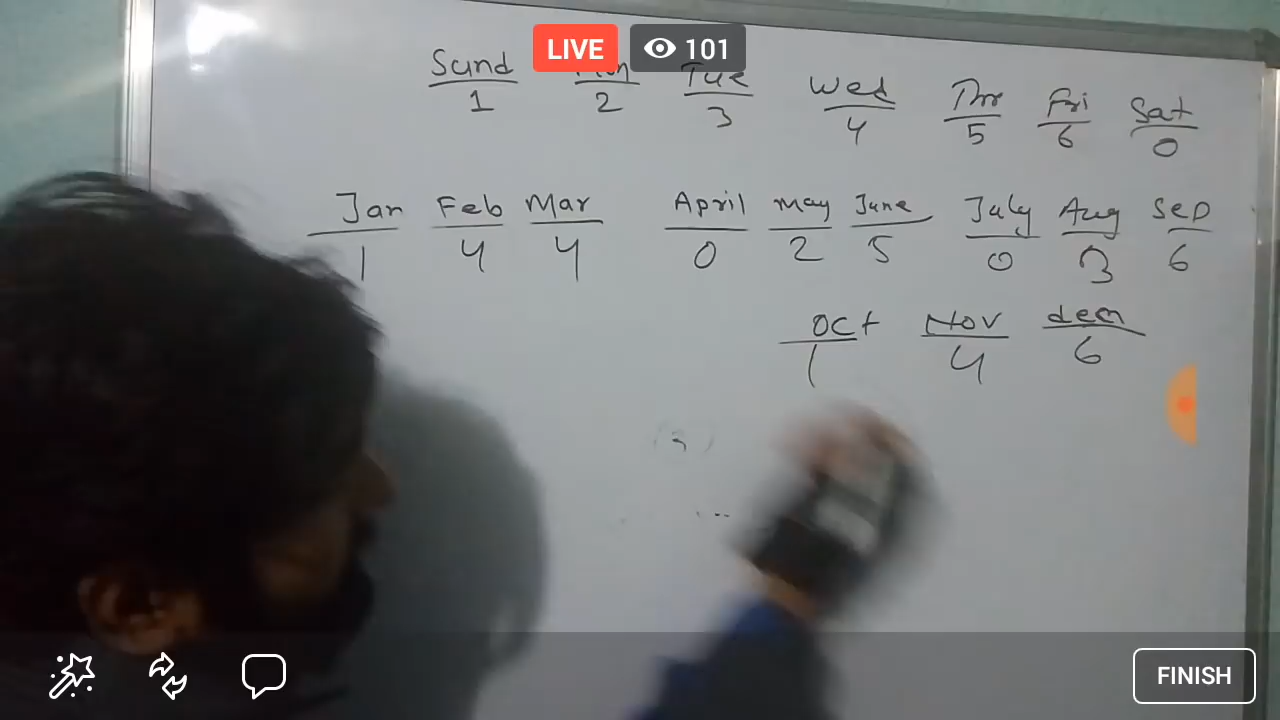 LIVE 101
Sund Mon Tue Wed Thr Fri Sat
1 2 3 4 5 6 0
Jan Feb Mar April May June July Aug Sep
1 4 4 0 2 5 0 3 6
Oct Nov dem
1 4 6
FINISH